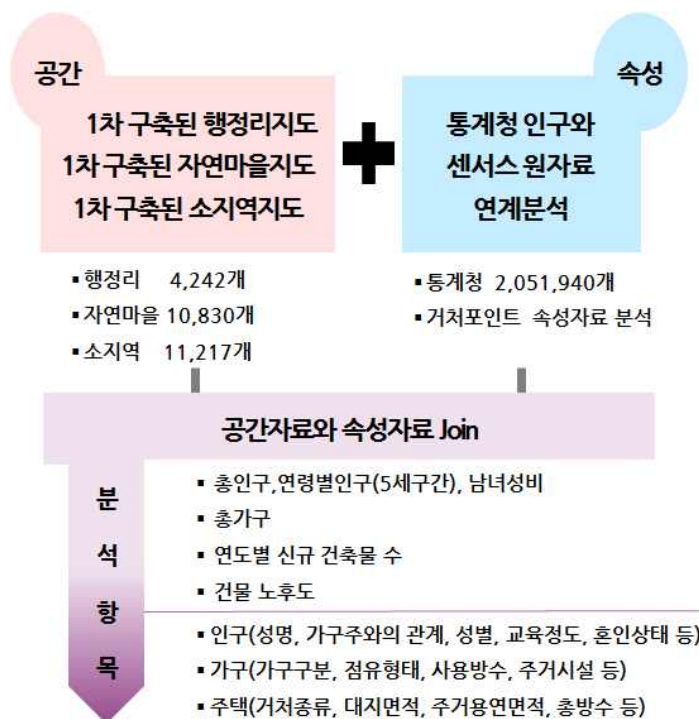 공간
1차 구축된 행정리지도
1차 구축된 자연마을지도
1차 구축된 소지역지도
속성
통계청 인구와
센서스 원자료
연계분석
▪ 행정리 4,242개
▪ 자연마을 10,830개
▪ 소지역 11,217개
▪ 통계청 2,051,940개
▪ 거처포인트 속성자료 분석
공간자료와 속성자료 Join
분
석
항
목
▪ 총인구,연령별인구(5세구간), 남녀성비
▪ 총가구
▪ 연도별 신규 건축물 수
▪ 건물 노후도
▪ 인구(성명, 가구주와의 관계, 성별, 교육정도, 혼인상태 등)
▪ 가구(가구구분, 점유형태, 사용방수, 주거시설 등)
▪ 주택(거처종류, 대지면적, 주거용연면적, 총방수 등)